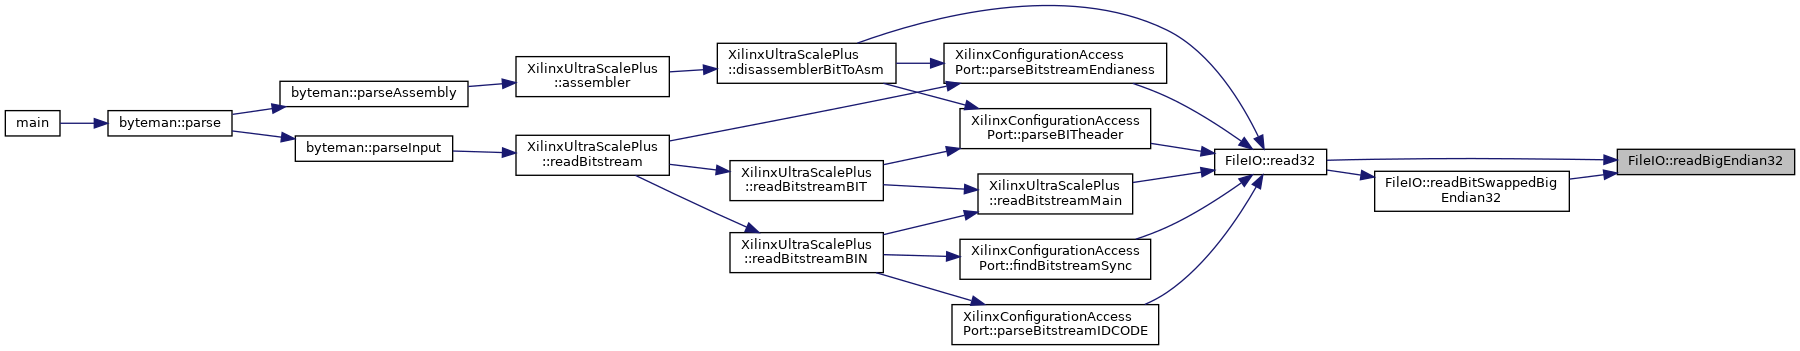 main
byteman::parse
byteman::parseAssembly
byteman::parseInput
XilinxUltraScalePlus
::assembler
XilinxUltraScalePlus
::readBitstream
XilinxUltraScalePlus
::disassemblerBitToAsm
XilinxUltraScalePlus
::readBitstreamBIT
XilinxUltraScalePlus
::readBitstreamBIN
XilinxConfigurationAccess
Port::parseBitstreamEndianess
XilinxConfigurationAccess
Port::parseBITheader
XilinxUltraScalePlus
::readBitstreamMain
XilinxConfigurationAccess
Port::findBitstreamSync
XilinxConfigurationAccess
Port::parseBitstreamIDCODE
FileIO::read32
FileIO::readBitSwappedBig
Endian32
FileIO::readBigEndian32